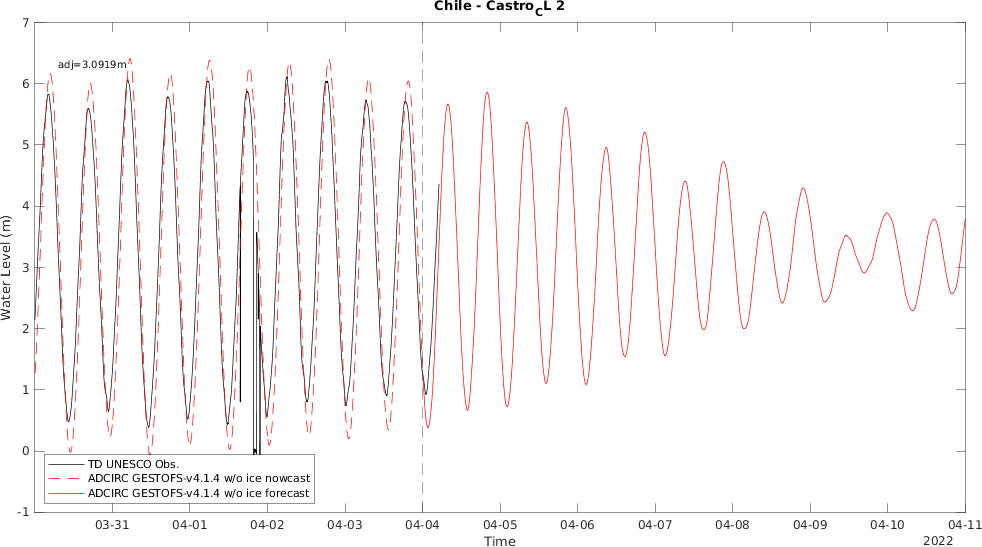 Chile - CastroCL 2
7
adj=3.0919m
6
5
4
3
2
1
0
-1
Water Level (m)
TD UNESCO Obs.
ADCIRC GESTOFS-v4.1.4 w/o ice nowcast
ADCIRC GESTOFS-v4.1.4 w/o ice forecast
03-31 04-01 04-02 04-03 04-04 04-05 04-06 04-07 04-08 04-09 04-10 04-11
Time
2022